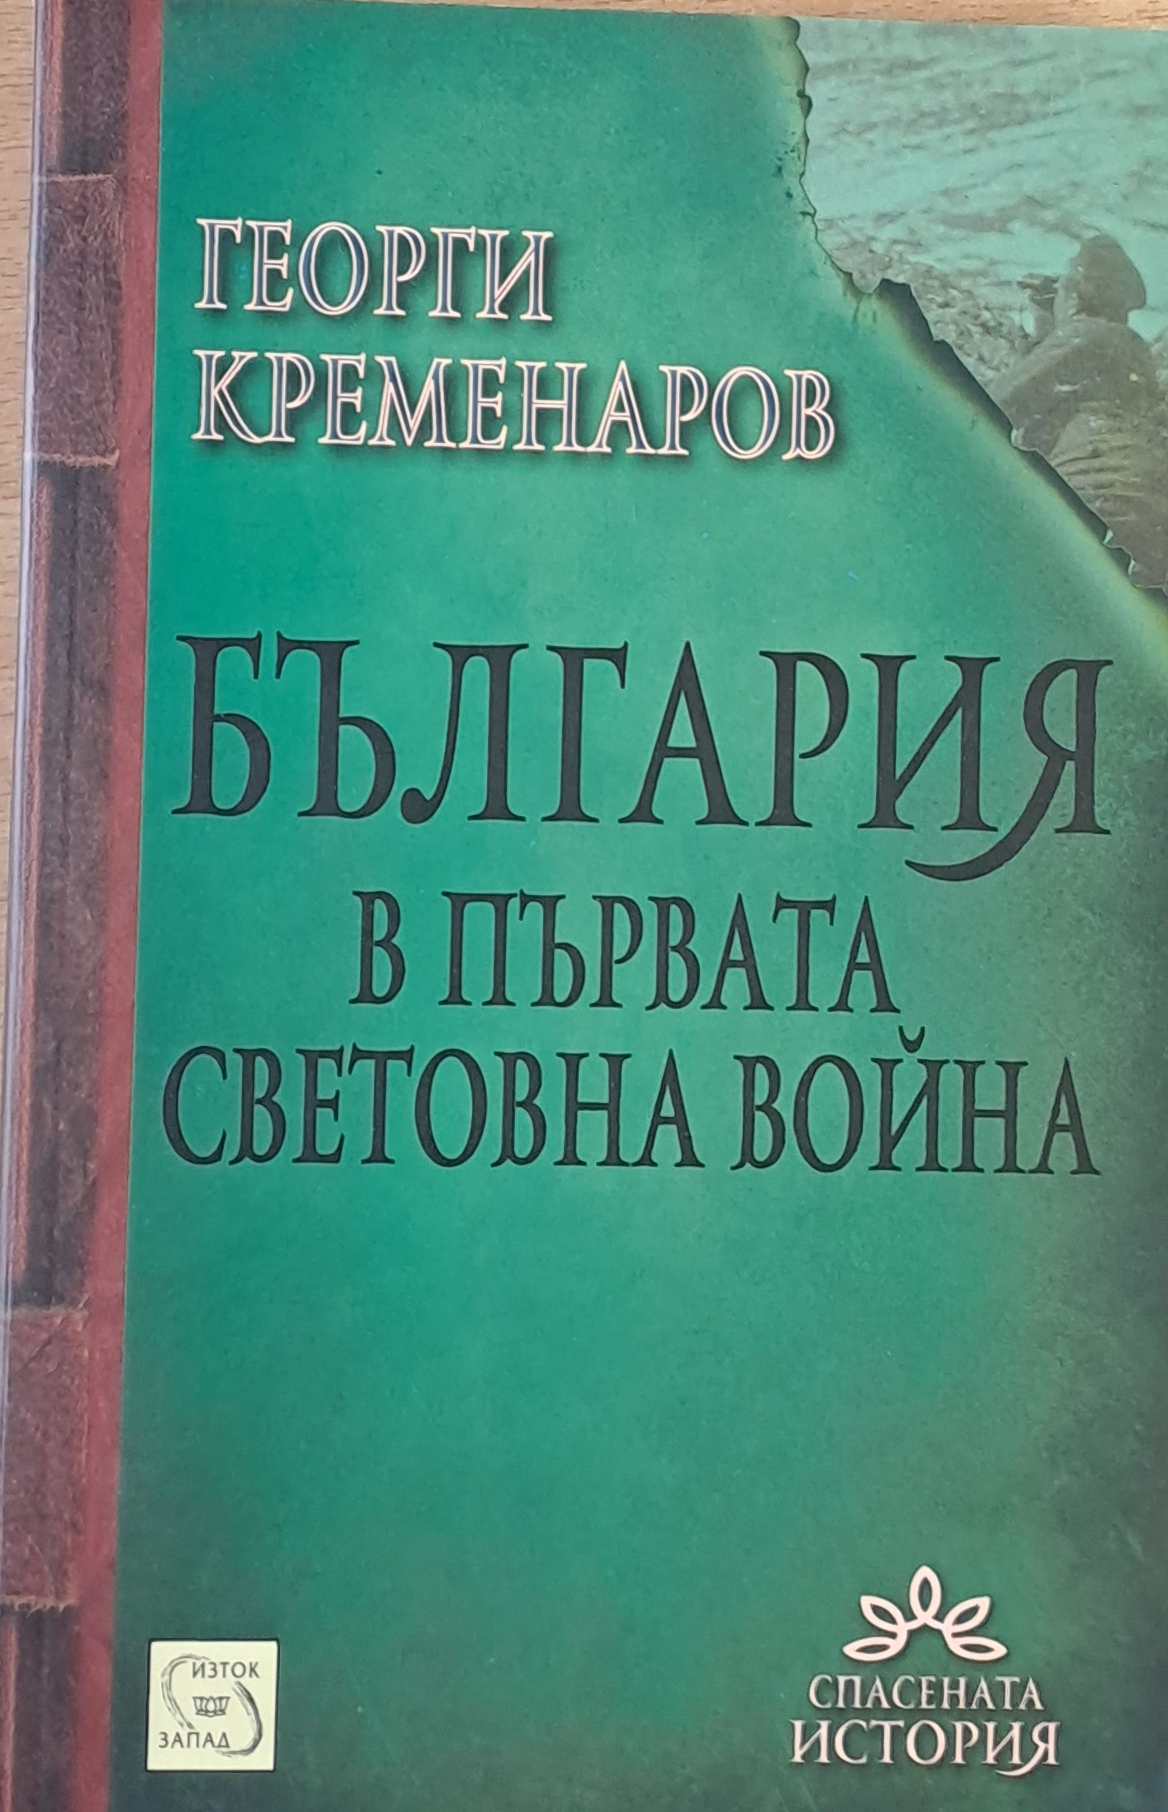 ГЕОРГИ
КРЕМЕНАРОВ
БЪЛГАРИЯ
В ПЪРВАТА
СВЕТОВНА ВОЙНА
ИЗТОК
ЗАПАД
СПАСЕНАТА
ИСТОРИЯ